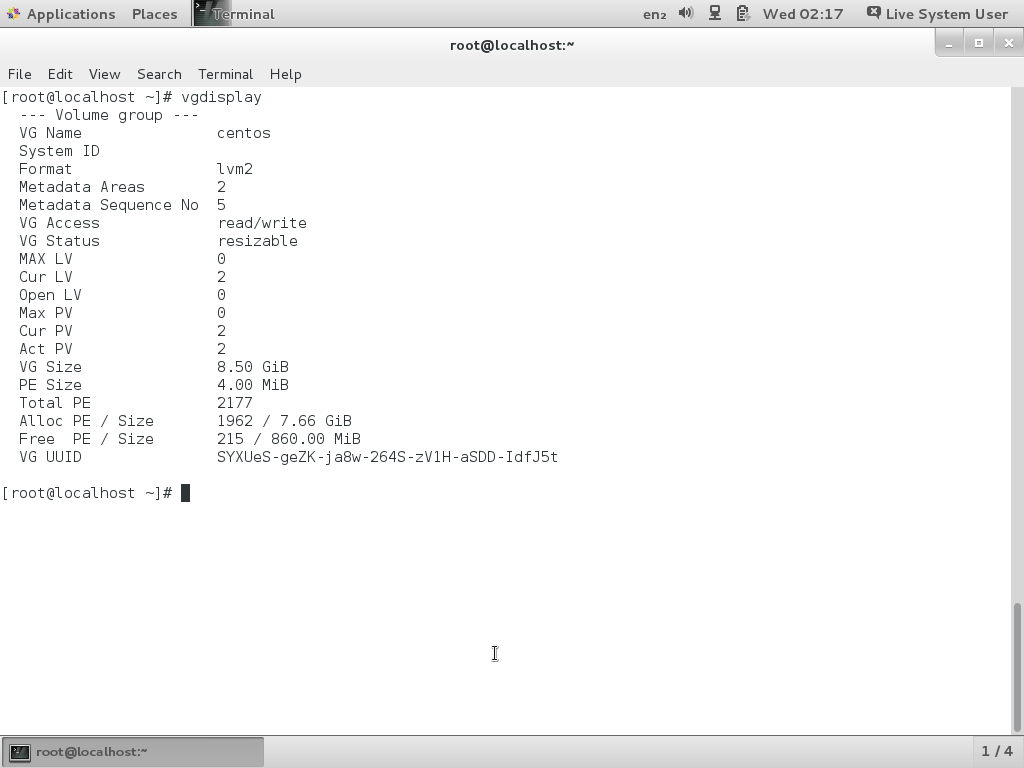 Applications Places Terminal en₂ Wed 02:17 Live System User
root@localhost:~
File Edit View Search Terminal Help
[root@localhost ~]# vgdisplay
  --- Volume group ---
  VG Name               centos
  System ID
  Format                lvm2
  Metadata Areas        2
  Metadata Sequence No  5
  VG Access             read/write
  VG Status             resizable
  MAX LV                0
  Cur LV                2
  Open LV               0
  Max PV                0
  Cur PV                2
  Act PV                2
  VG Size               8.50 GiB
  PE Size               4.00 MiB
  Total PE              2177
  Alloc PE / Size       1962 / 7.66 GiB
  Free  PE / Size       215 / 860.00 MiB
  VG UUID               SYXUeS-geZK-ja8w-264S-zV1H-aSDD-IdfJ5t
[root@localhost ~]#
root@localhost:~ 1 / 4